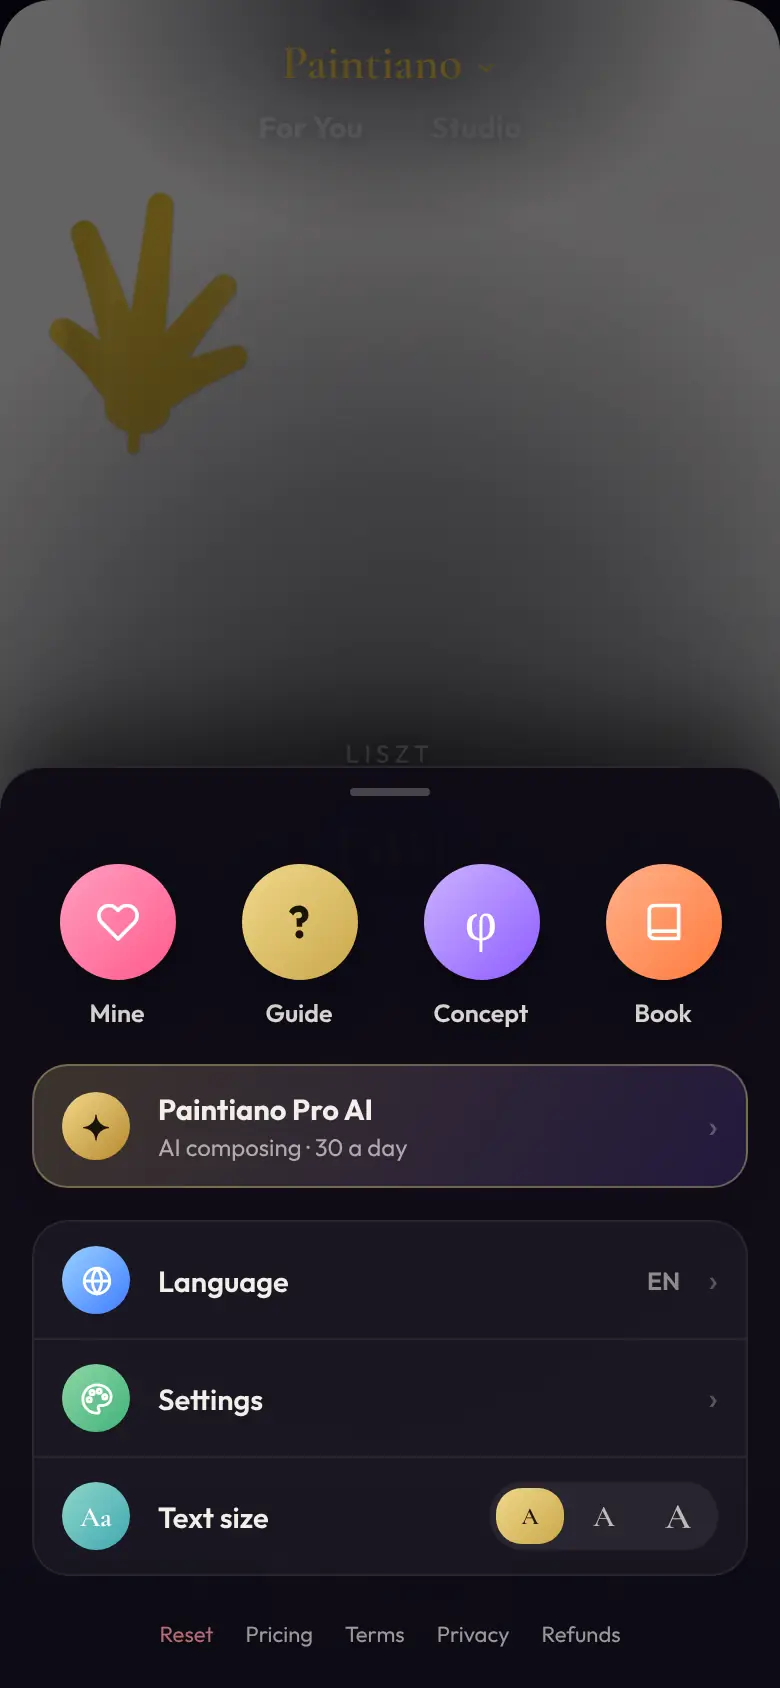 Paintiano
For You Studio
LISZT
Mine Guide Concept Book
Paintiano Pro AI
AI composing · 30 a day
Language EN
Settings
Aa Text size A A A
Reset Pricing Terms Privacy Refunds